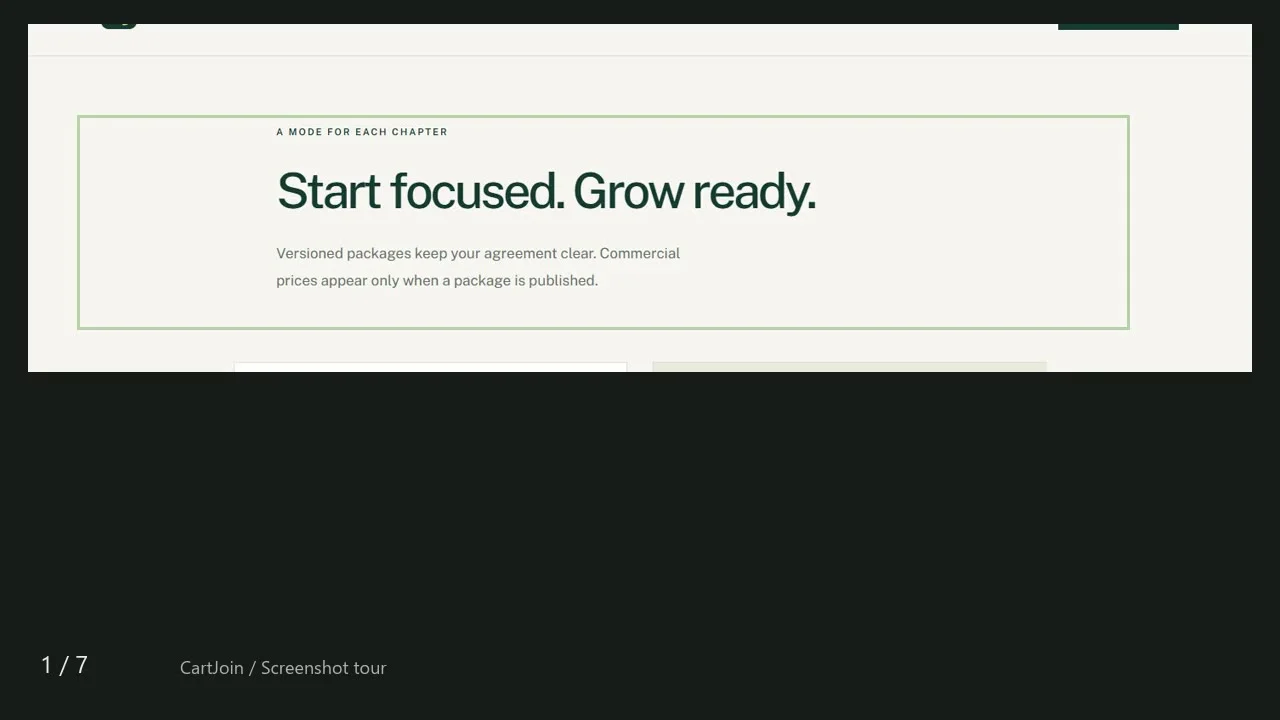 A MODE FOR EACH CHAPTER
Start focused. Grow ready.
Versioned packages keep your agreement clear. Commercial
prices appear only when a package is published.
1 / 7
CartJoin / Screenshot tour